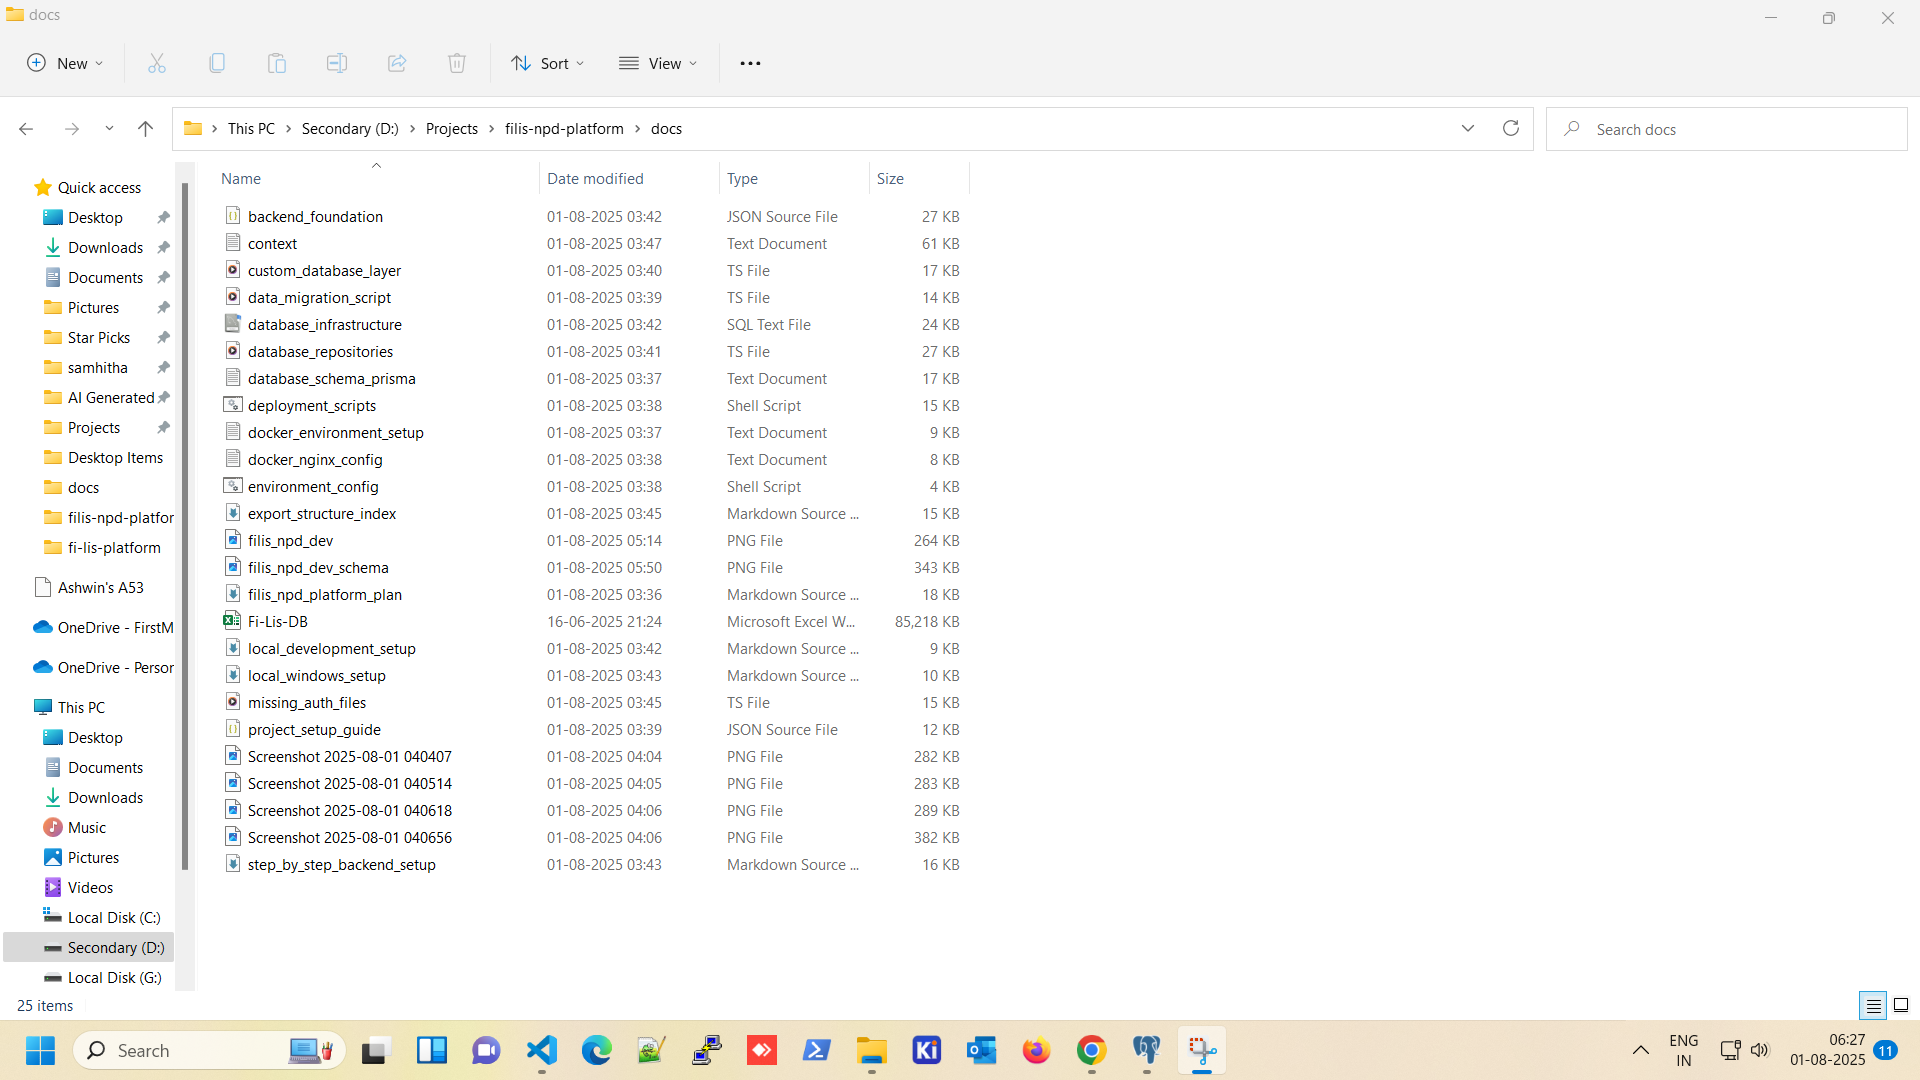 docs
New
Sort
View
This PC
Secondary (D:)
Projects
filis-npd-platform
docs
Search docs
Quick access
Desktop
Downloads
Documents
Pictures
Star Picks
samhitha
AI Generated
Projects
Desktop Items
docs
filis-npd-platfor
fi-lis-platform
Ashwin's A53
OneDrive - FirstM
OneDrive - Persor
This PC
Desktop
Documents
Downloads
Music
Pictures
Videos
Local Disk (C:)
Secondary (D:)
Local Disk (G:)
Name Date modified Type Size
backend_foundation 01-08-2025 03:42 JSON Source File 27 KB
context 01-08-2025 03:47 Text Document 61 KB
custom_database_layer 01-08-2025 03:40 TS File 17 KB
data_migration_script 01-08-2025 03:39 TS File 14 KB
database_infrastructure 01-08-2025 03:42 SQL Text File 24 KB
database_repositories 01-08-2025 03:41 TS File 27 KB
database_schema_prisma 01-08-2025 03:37 Text Document 17 KB
deployment_scripts 01-08-2025 03:38 Shell Script 15 KB
docker_environment_setup 01-08-2025 03:37 Text Document 9 KB
docker_nginx_config 01-08-2025 03:38 Text Document 8 KB
environment_config 01-08-2025 03:38 Shell Script 4 KB
export_structure_index 01-08-2025 03:45 Markdown Source ... 15 KB
filis_npd_dev 01-08-2025 05:14 PNG File 264 KB
filis_npd_dev_schema 01-08-2025 05:50 PNG File 343 KB
filis_npd_platform_plan 01-08-2025 03:36 Markdown Source ... 18 KB
Fi-Lis-DB 16-06-2025 21:24 Microsoft Excel W... 85,218 KB
local_development_setup 01-08-2025 03:42 Markdown Source ... 9 KB
local_windows_setup 01-08-2025 03:43 Markdown Source ... 10 KB
missing_auth_files 01-08-2025 03:45 TS File 15 KB
project_setup_guide 01-08-2025 03:39 JSON Source File 12 KB
Screenshot 2025-08-01 040407 01-08-2025 04:04 PNG File 282 KB
Screenshot 2025-08-01 040514 01-08-2025 04:05 PNG File 283 KB
Screenshot 2025-08-01 040618 01-08-2025 04:06 PNG File 289 KB
Screenshot 2025-08-01 040656 01-08-2025 04:06 PNG File 382 KB
step_by_step_backend_setup 01-08-2025 03:43 Markdown Source ... 16 KB
25 items
Search
Ki
ENG
IN
06:27
01-08-2025
11